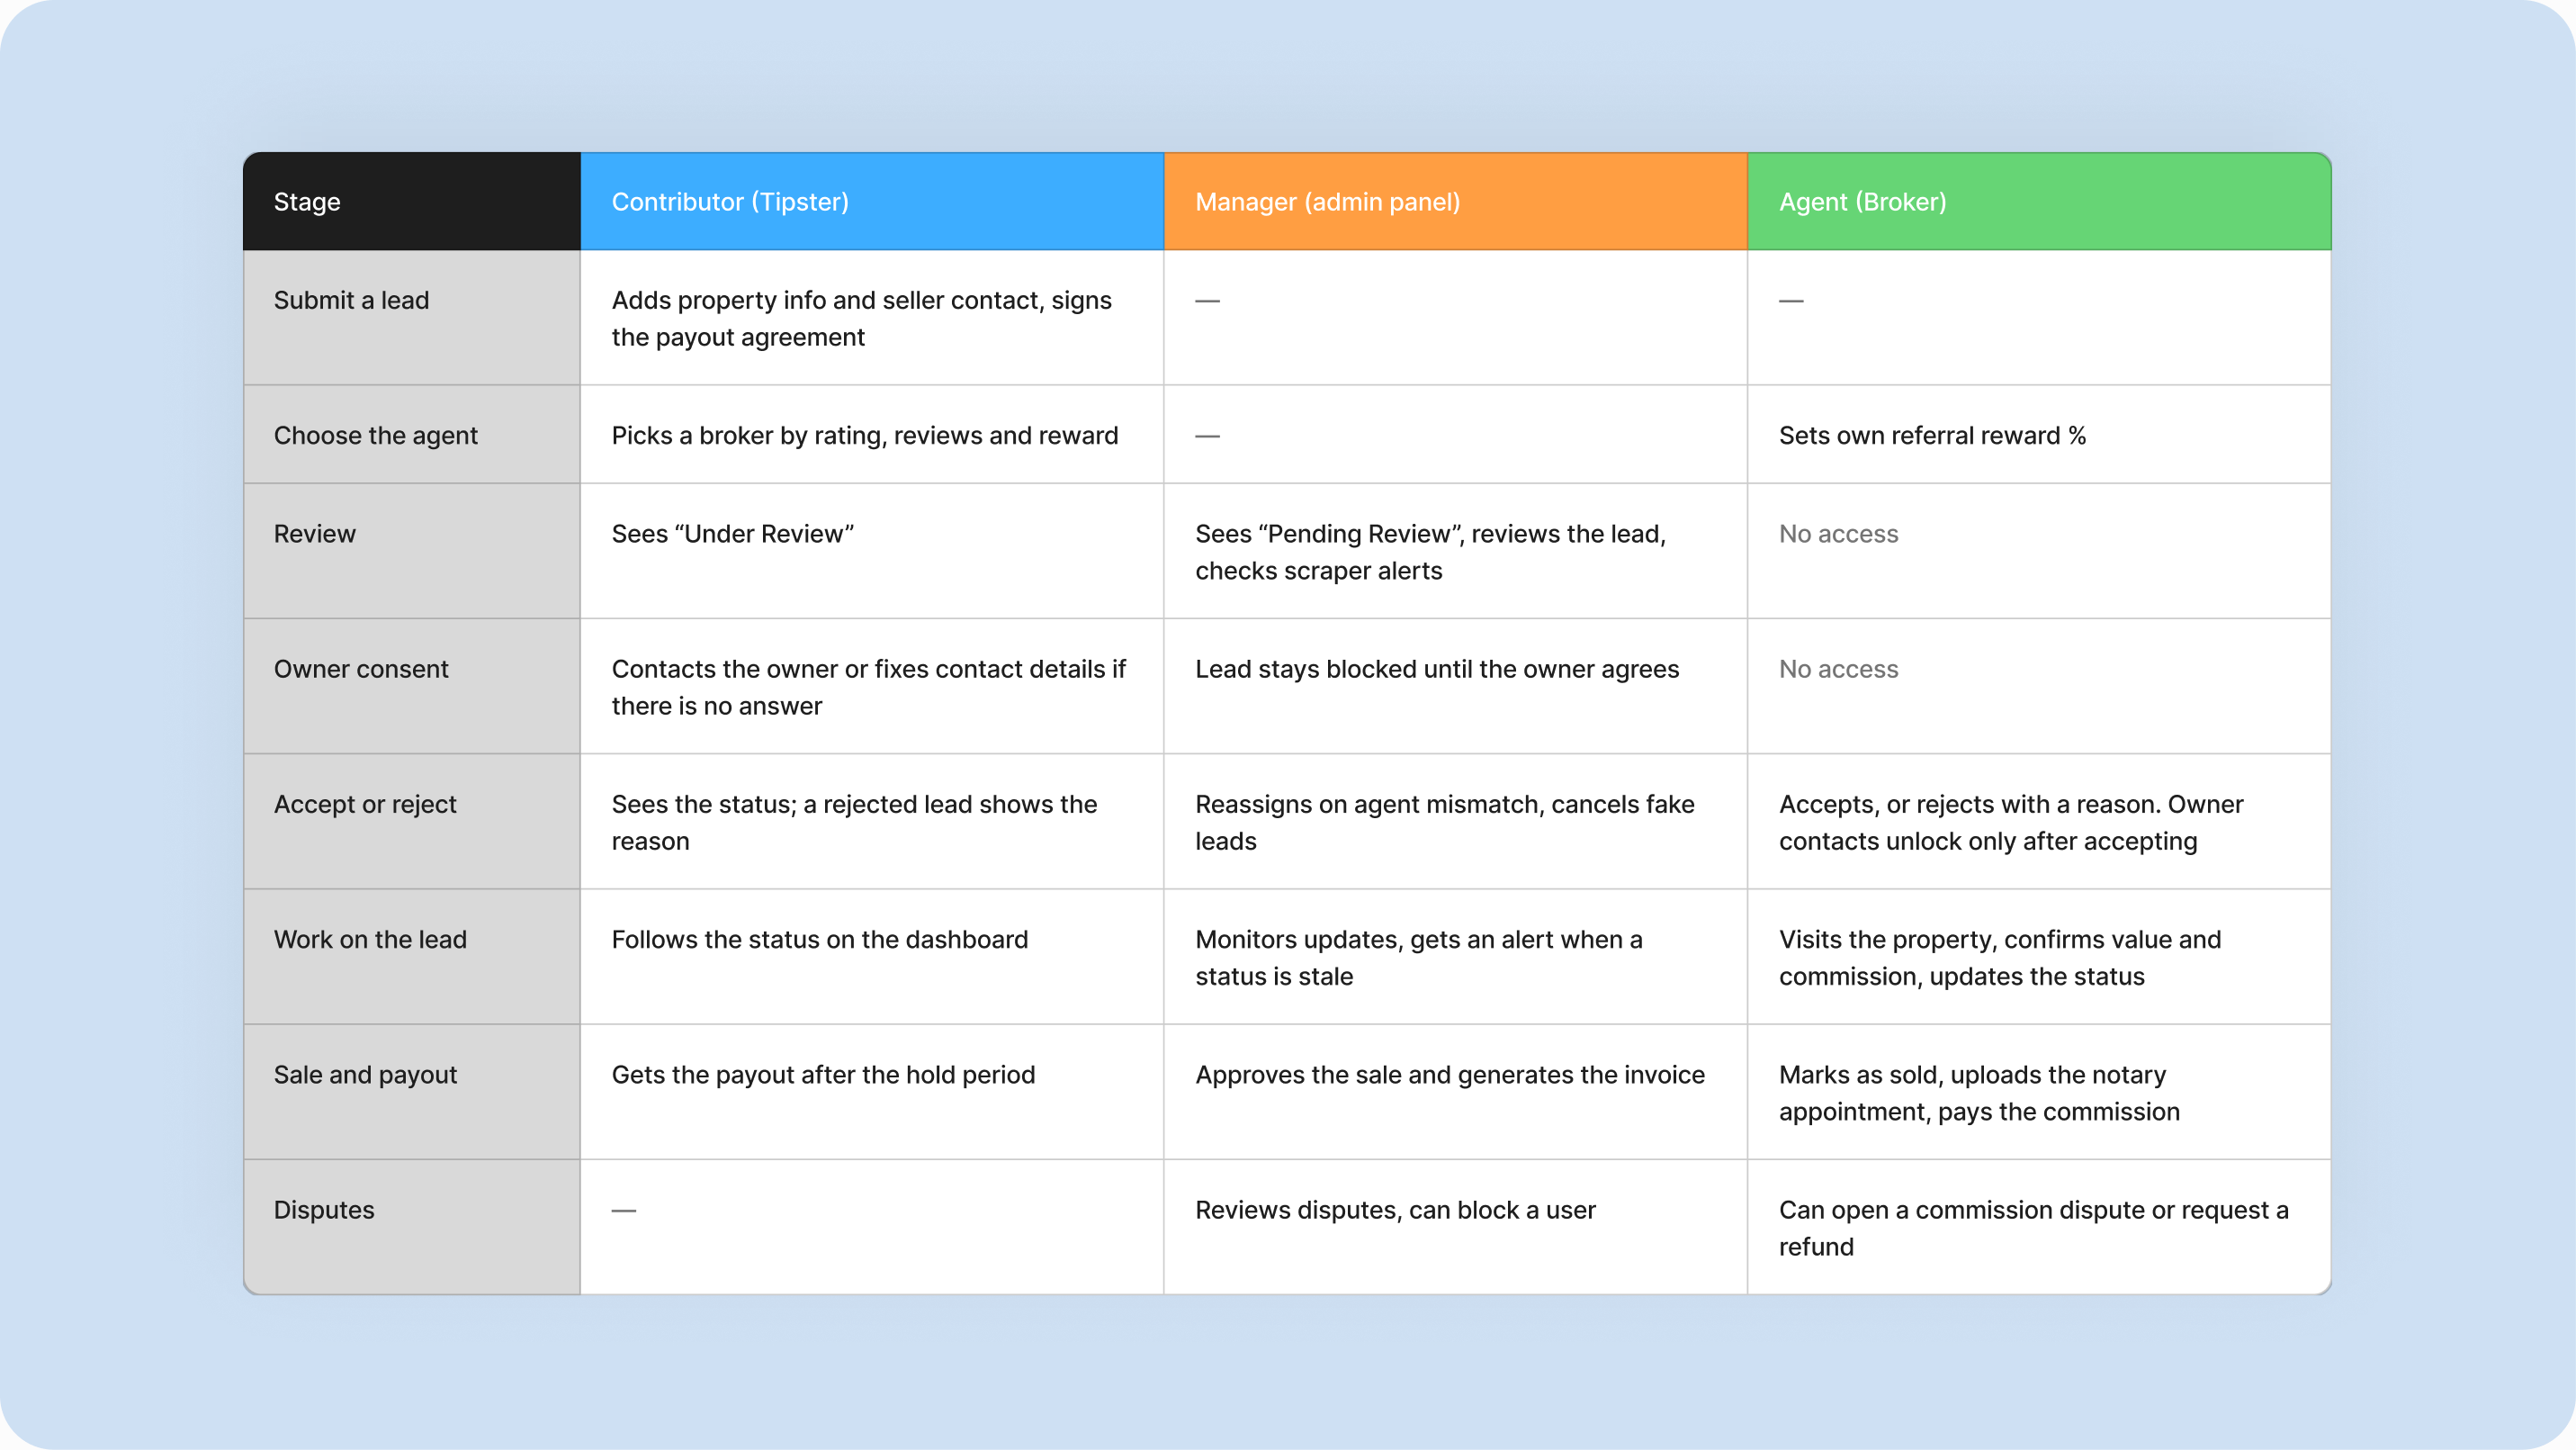 Stage
Contributor (Tipster)
Manager (admin panel)
Agent (Broker)
Submit a lead
Adds property info and seller contact, signs
the payout agreement
—
—
Choose the agent
Picks a broker by rating, reviews and reward
—
Sets own referral reward %
Review
Sees “Under Review”
Sees “Pending Review”, reviews the lead,
checks scraper alerts
No access
Owner consent
Contacts the owner or fixes contact details if
there is no answer
Lead stays blocked until the owner agrees
No access
Accept or reject
Sees the status; a rejected lead shows the
reason
Reassigns on agent mismatch, cancels fake
leads
Accepts, or rejects with a reason. Owner
contacts unlock only after accepting
Work on the lead
Follows the status on the dashboard
Monitors updates, gets an alert when a
status is stale
Visits the property, confirms value and
commission, updates the status
Sale and payout
Gets the payout after the hold period
Approves the sale and generates the invoice
Marks as sold, uploads the notary
appointment, pays the commission
Disputes
—
Reviews disputes, can block a user
Can open a commission dispute or request a
refund